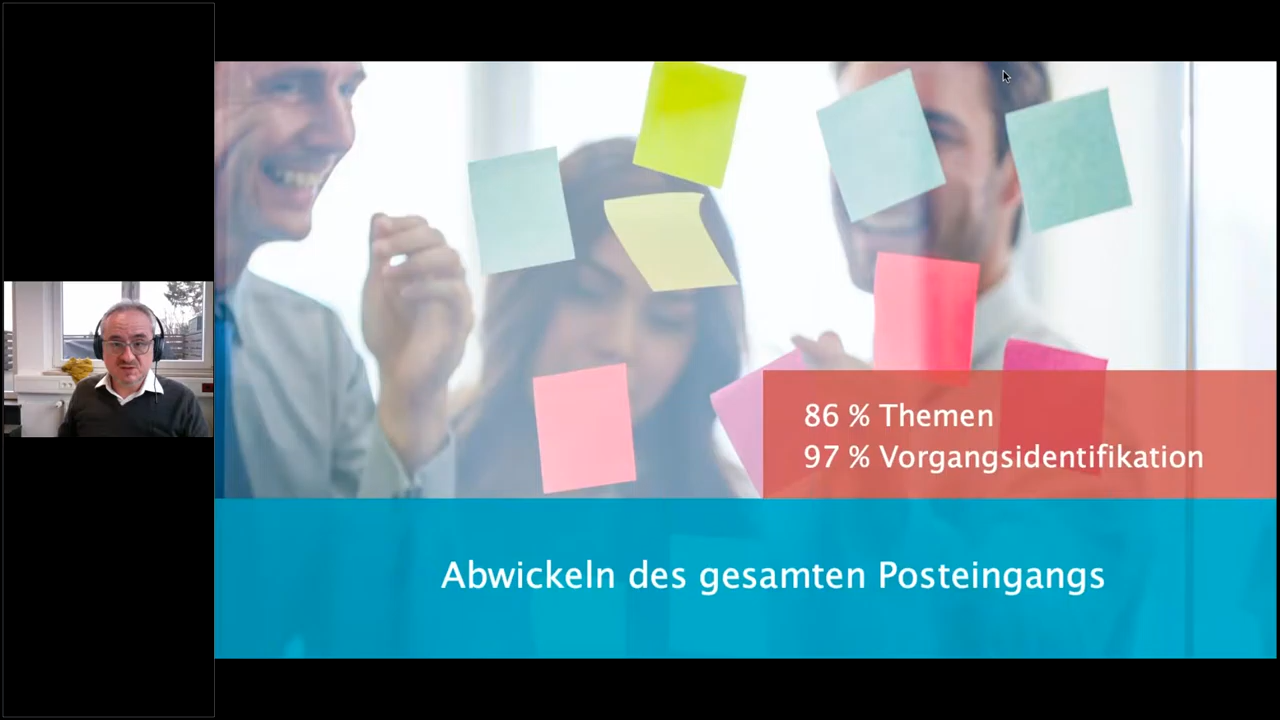 86 % Themen
97 % Vorgangsidentifikation
Abwickeln des gesamten Posteingangs